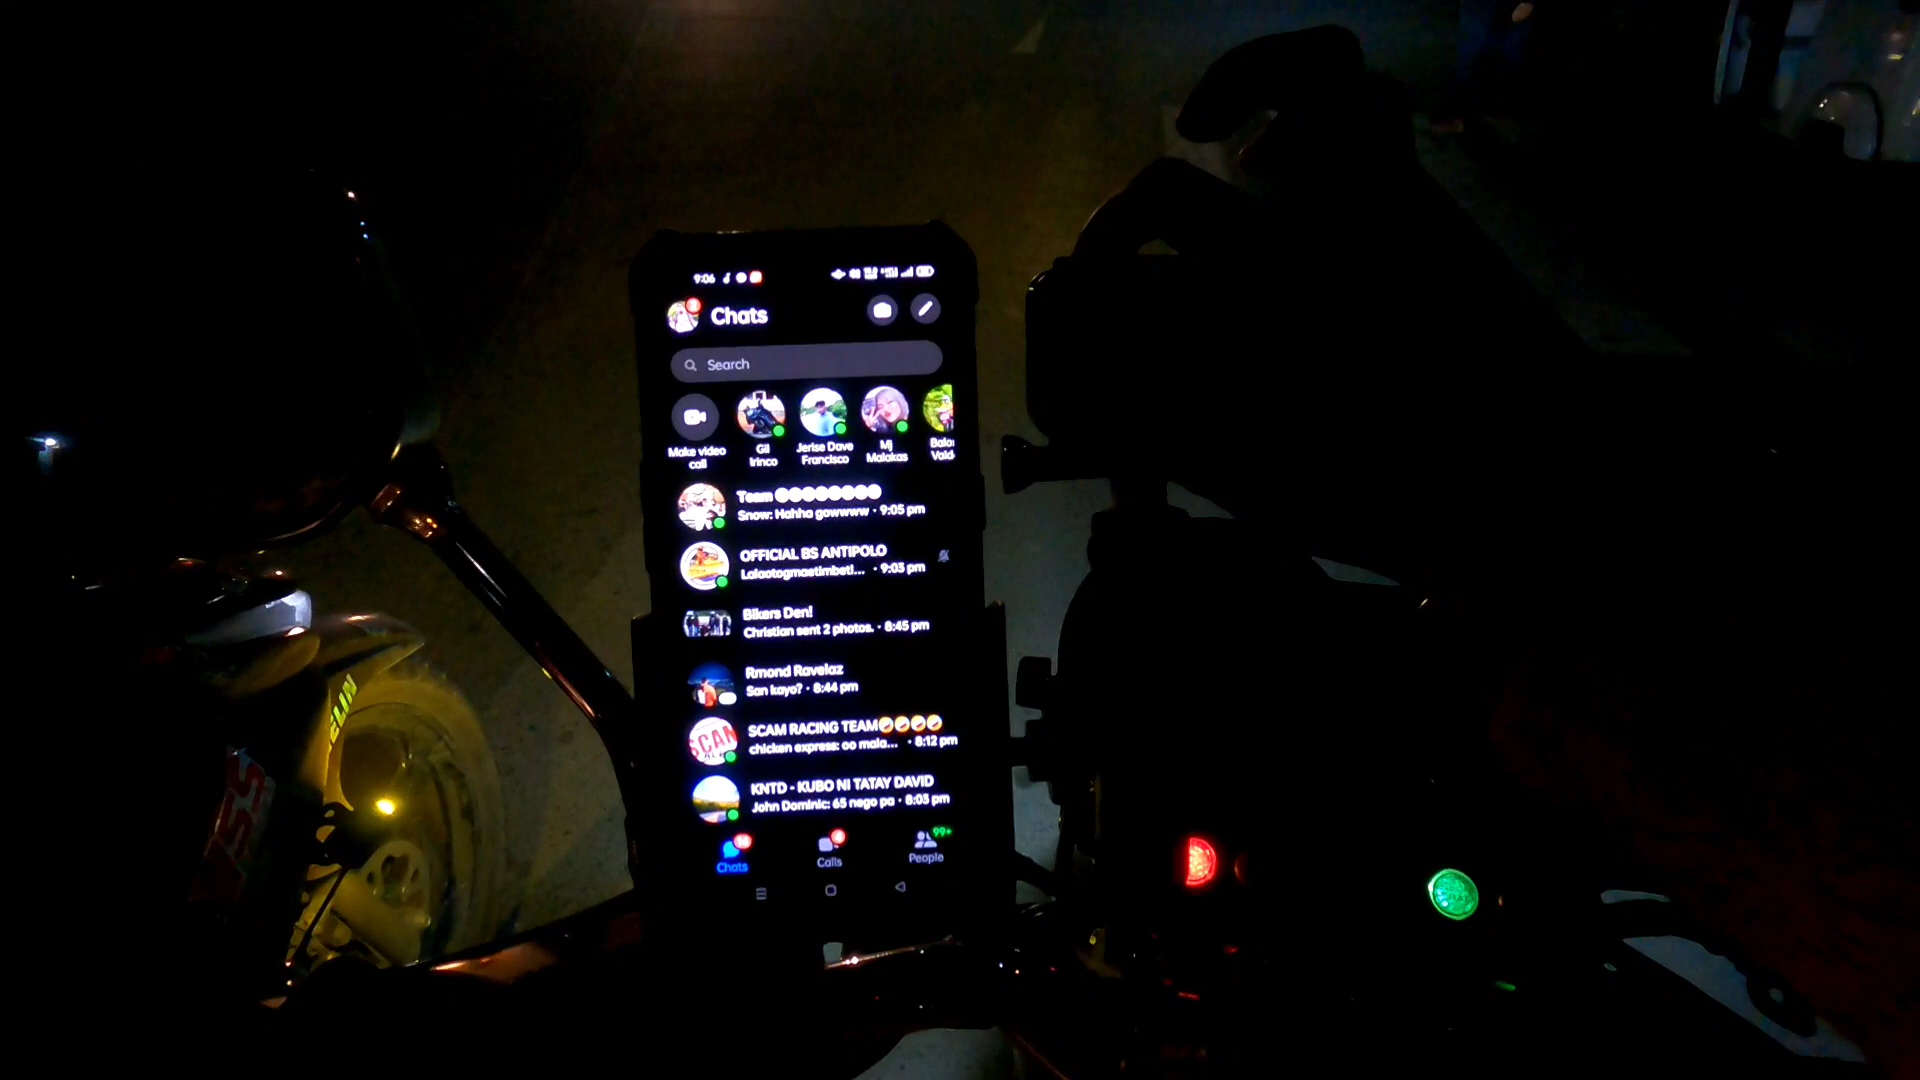 9:06
Chats
Search
Make video call
Gil Irinco
Jerise Dave Francisco
Mj Malakas
Team
Snow: Hahha gowwww · 9:05 pm
OFFICIAL BS ANTIPOLO
Lalaotogmaetimbetl... · 9:03 pm
Bikers Den!
Christian sent 2 photos. · 8:45 pm
Rmond Ravelaz
San kayo? · 8:44 pm
SCAM RACING TEAM
chicken express: oo mala... · 8:12 pm
KNTD - KUBO NI TATAY DAVID
John Dominic: 65 nego pa · 8:03 pm
99+
Chats
Calls
People
SCAM
ELIN